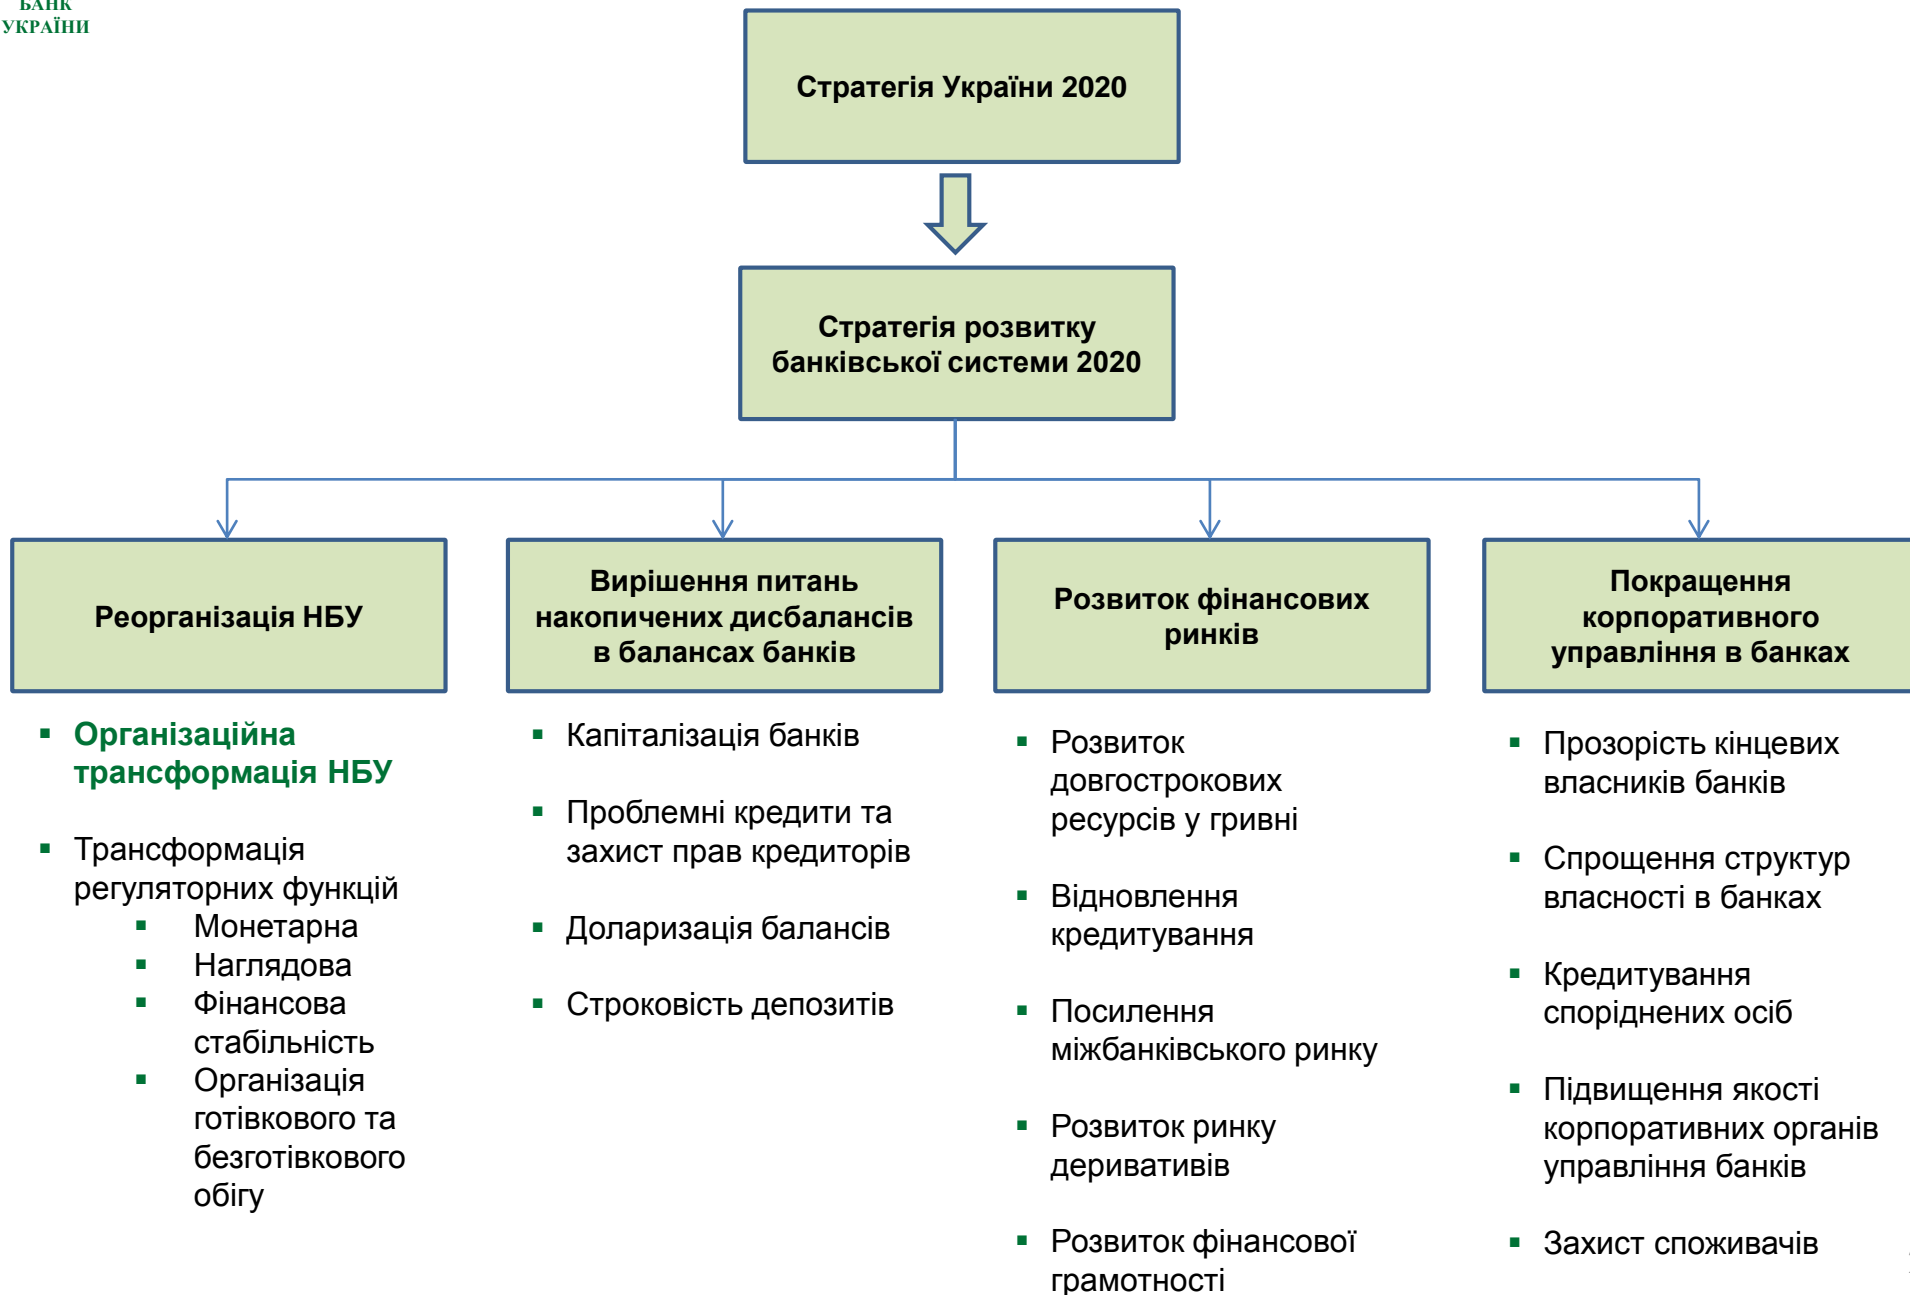 БАНК
УКРАЇНИ
Стратегія України 2020
Стратегія розвитку
банківської системи 2020
Реорганізація НБУ
Вирішення питань
накопичених дисбалансів
в балансах банків
Розвиток фінансових
ринків
Покращення
корпоративного
управління в банках
▪ Організаційна
трансформація НБУ
▪ Трансформація
регуляторних функцій
▪ Монетарна
▪ Наглядова
▪ Фінансова
стабільність
▪ Організація
готівкового та
безготівкового
обігу
▪ Капіталізація банків
▪ Проблемні кредити та
захист прав кредиторів
▪ Доларизація балансів
▪ Строковість депозитів
▪ Розвиток
довгострокових
ресурсів у гривні
▪ Відновлення
кредитування
▪ Посилення
міжбанківського ринку
▪ Розвиток ринку
деривативів
▪ Розвиток фінансової
грамотності
▪ Прозорість кінцевих
власників банків
▪ Спрощення структур
власності в банках
▪ Кредитування
споріднених осіб
▪ Підвищення якості
корпоративних органів
управління банків
▪ Захист споживачів